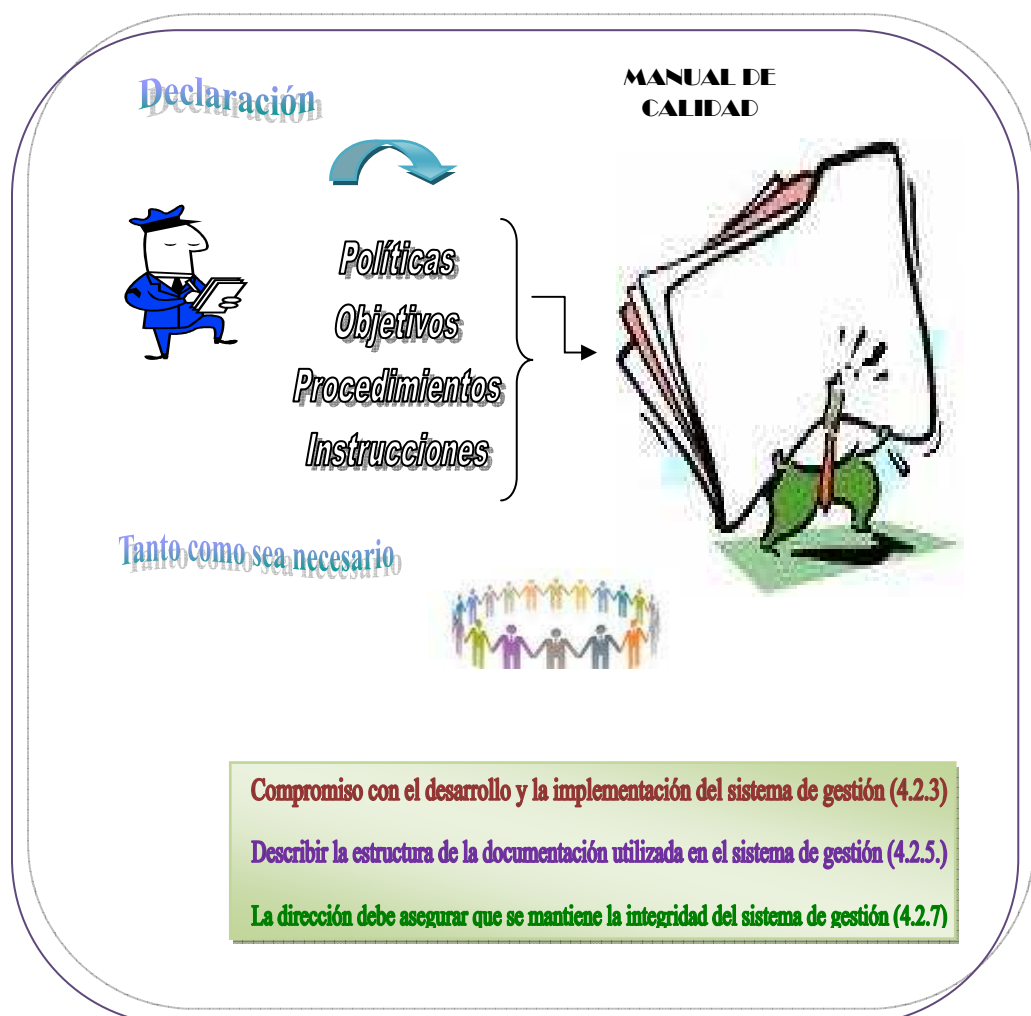 Declaración
MANUAL DE
CALIDAD
Políticas
Objetivos
Procedimientos
Instrucciones
Tanto como sea necesario
Compromiso con el desarrollo y la implementación del sistema de gestión (4.2.3)
Describir la estructura de la documentación utilizada en el sistema de gestión (4.2.5.)
La dirección debe asegurar que se mantiene la integridad del sistema de gestión (4.2.7)